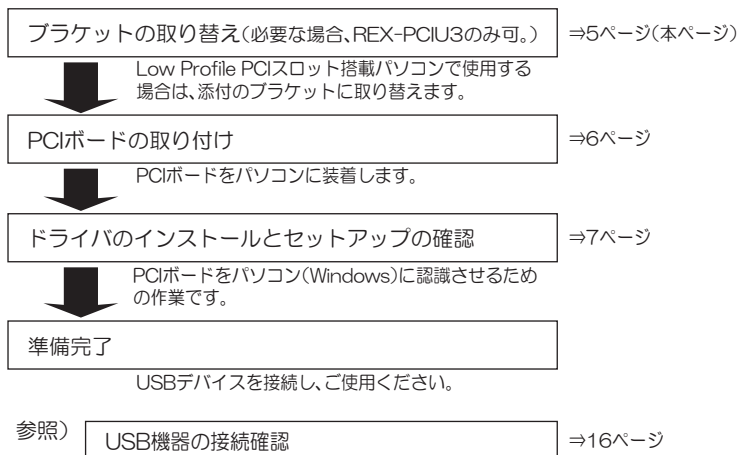 ブラケットの取り替え(必要な場合、REX-PCIU3のみ可。) ⇒5ページ(本ページ)
Low Profile PCIスロット搭載パソコンで使用する
場合は、添付のブラケットに取り替えます。
PCIボードの取り付け ⇒6ページ
PCIボードをパソコンに装着します。
ドライバのインストールとセットアップの確認 ⇒7ページ
PCIボードをパソコン(Windows)に認識させるため
の作業です。
準備完了
USBデバイスを接続し、ご使用ください。
参照) USB機器の接続確認 ⇒16ページ